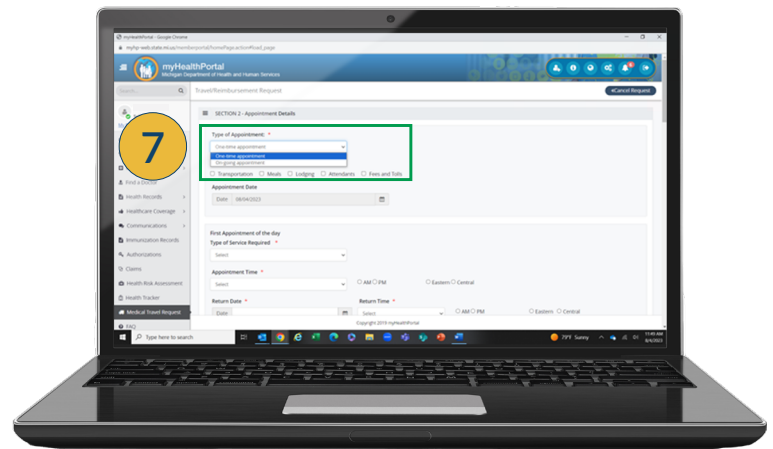 myHealthPortal - Google Chrome
myhp-web.state.mi.us/memberportal/homePage.action#load_page
myHealthPortal
Michigan Department of Health and Human Services
Search...
Travel/Reimbursement Request
Cancel Request
SECTION 2 - Appointment Details
7
Type of Appointment: *
One-time appointment
One-time appointment
On-going appointment
Transportation Meals Lodging Attendants Fees and Tolls
Appointment Date
Date 08/04/2023
Find a Doctor
Health Records
Healthcare Coverage
Communications
Immunization Records
Authorizations
Claims
Health Risk Assessment
Health Tracker
Medical Travel Request
FAQ
First Appointment of the day
Type of Service Required *
Select
Appointment Time *
Select AM PM Eastern Central
Return Date * Return Time *
Date Select AM PM Eastern Central
Copyright 2019 myHealthPortal
Type here to search
79°F Sunny
11:49 AM
8/4/2023